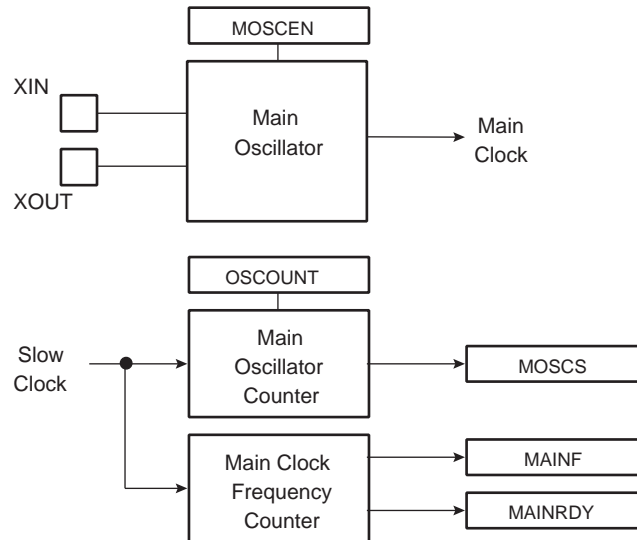 MOSCEN
XIN
XOUT
Main
Oscillator
Main
Clock
OSCOUNT
Slow
Clock
Main
Oscillator
Counter
MOSCS
Main Clock
Frequency
Counter
MAINF
MAINRDY